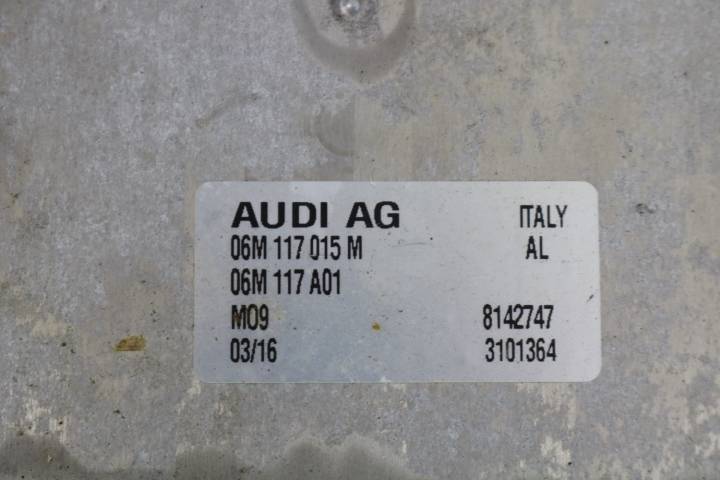 AUDI AG ITALY
06M 117 015 M AL
06M 117 A01
M09 8142747
03/16 3101364